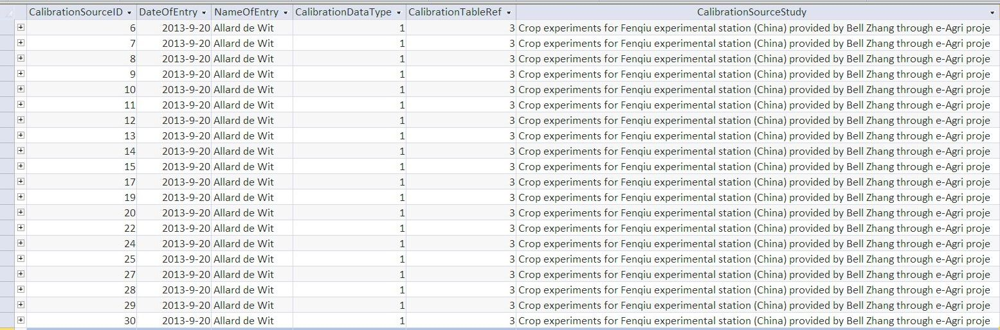 CalibrationSourceID DateOfEntry NameOfEntry CalibrationDataType CalibrationTableRef CalibrationSourceStudy
6 2013-9-20 Allard de Wit 1 3 Crop experiments for Fenqiu experimental station (China) provided by Bell Zhang through e-Agri proje
7 2013-9-20 Allard de Wit 1 3 Crop experiments for Fenqiu experimental station (China) provided by Bell Zhang through e-Agri proje
8 2013-9-20 Allard de Wit 1 3 Crop experiments for Fenqiu experimental station (China) provided by Bell Zhang through e-Agri proje
9 2013-9-20 Allard de Wit 1 3 Crop experiments for Fenqiu experimental station (China) provided by Bell Zhang through e-Agri proje
10 2013-9-20 Allard de Wit 1 3 Crop experiments for Fenqiu experimental station (China) provided by Bell Zhang through e-Agri proje
11 2013-9-20 Allard de Wit 1 3 Crop experiments for Fenqiu experimental station (China) provided by Bell Zhang through e-Agri proje
12 2013-9-20 Allard de Wit 1 3 Crop experiments for Fenqiu experimental station (China) provided by Bell Zhang through e-Agri proje
13 2013-9-20 Allard de Wit 1 3 Crop experiments for Fenqiu experimental station (China) provided by Bell Zhang through e-Agri proje
14 2013-9-20 Allard de Wit 1 3 Crop experiments for Fenqiu experimental station (China) provided by Bell Zhang through e-Agri proje
15 2013-9-20 Allard de Wit 1 3 Crop experiments for Fenqiu experimental station (China) provided by Bell Zhang through e-Agri proje
17 2013-9-20 Allard de Wit 1 3 Crop experiments for Fenqiu experimental station (China) provided by Bell Zhang through e-Agri proje
19 2013-9-20 Allard de Wit 1 3 Crop experiments for Fenqiu experimental station (China) provided by Bell Zhang through e-Agri proje
20 2013-9-20 Allard de Wit 1 3 Crop experiments for Fenqiu experimental station (China) provided by Bell Zhang through e-Agri proje
22 2013-9-20 Allard de Wit 1 3 Crop experiments for Fenqiu experimental station (China) provided by Bell Zhang through e-Agri proje
24 2013-9-20 Allard de Wit 1 3 Crop experiments for Fenqiu experimental station (China) provided by Bell Zhang through e-Agri proje
25 2013-9-20 Allard de Wit 1 3 Crop experiments for Fenqiu experimental station (China) provided by Bell Zhang through e-Agri proje
27 2013-9-20 Allard de Wit 1 3 Crop experiments for Fenqiu experimental station (China) provided by Bell Zhang through e-Agri proje
28 2013-9-20 Allard de Wit 1 3 Crop experiments for Fenqiu experimental station (China) provided by Bell Zhang through e-Agri proje
29 2013-9-20 Allard de Wit 1 3 Crop experiments for Fenqiu experimental station (China) provided by Bell Zhang through e-Agri proje
30 2013-9-20 Allard de Wit 1 3 Crop experiments for Fenqiu experimental station (China) provided by Bell Zhang through e-Agri proje